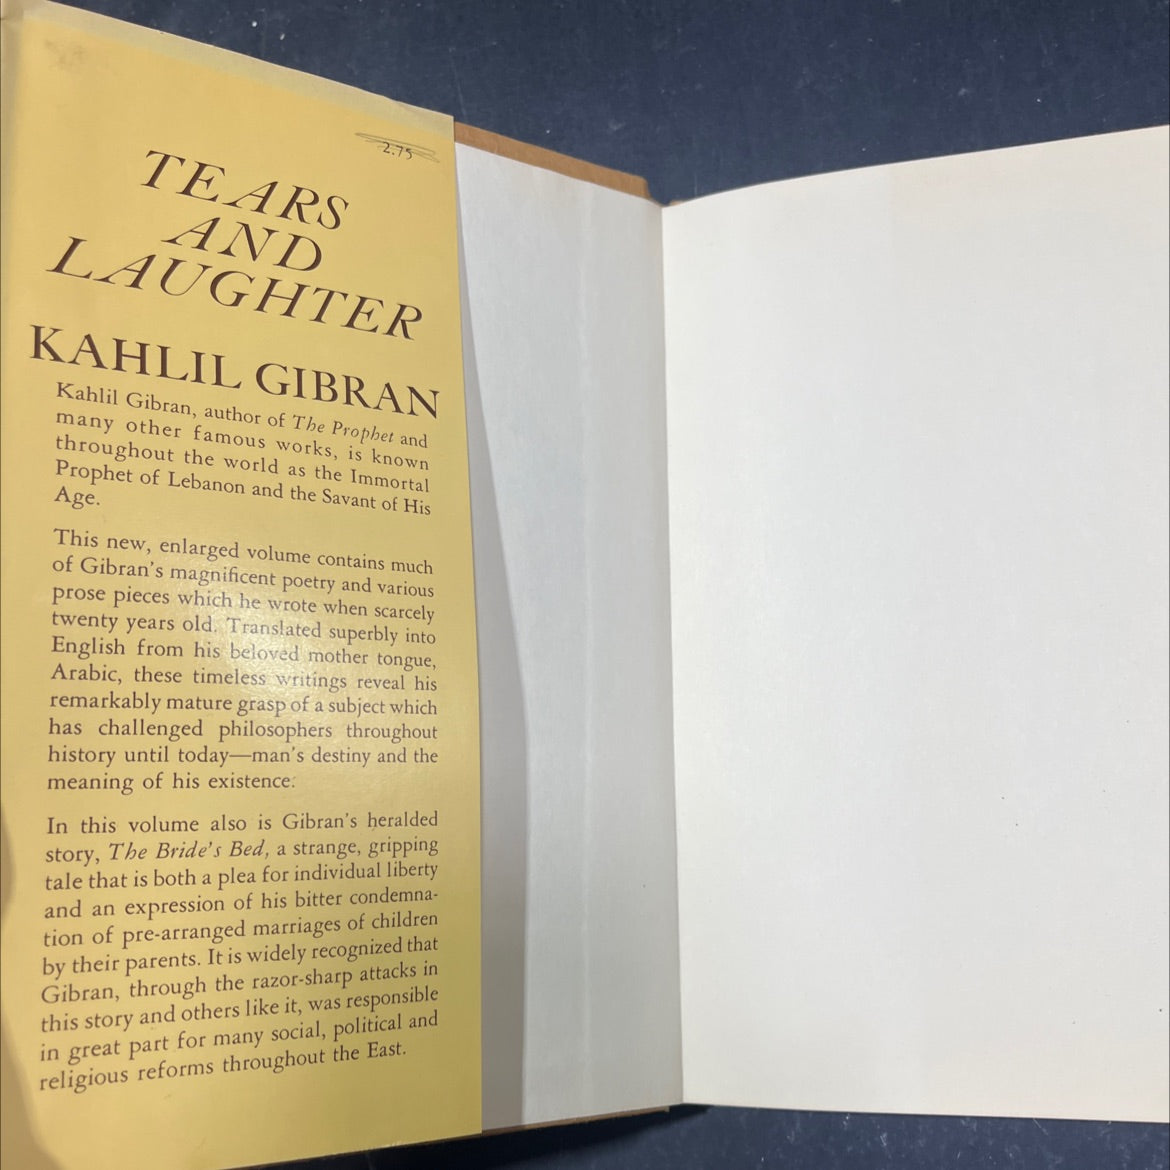 2.75
TEARS
AND
LAUGHTER
KAHLIL GIBRAN
Kahlil Gibran, author of The Prophet and
many other famous works, is known
throughout the world as the Immortal
Prophet of Lebanon and the Savant of His
Age.
This new, enlarged volume contains much
of Gibran's magnificent poetry and various
prose pieces which he wrote when scarcely
twenty years old. Translated superbly into
English from his beloved mother tongue,
Arabic, these timeless writings reveal his
remarkably mature grasp of a subject which
has challenged philosophers throughout
history until today—man's destiny and the
meaning of his existence.
In this volume also is Gibran's heralded
story, The Bride's Bed, a strange, gripping
tale that is both a plea for individual liberty
and an expression of his bitter condemna-
tion of pre-arranged marriages of children
by their parents. It is widely recognized that
Gibran, through the razor-sharp attacks in
this story and others like it, was responsible
in great part for many social, political and
religious reforms throughout the East.